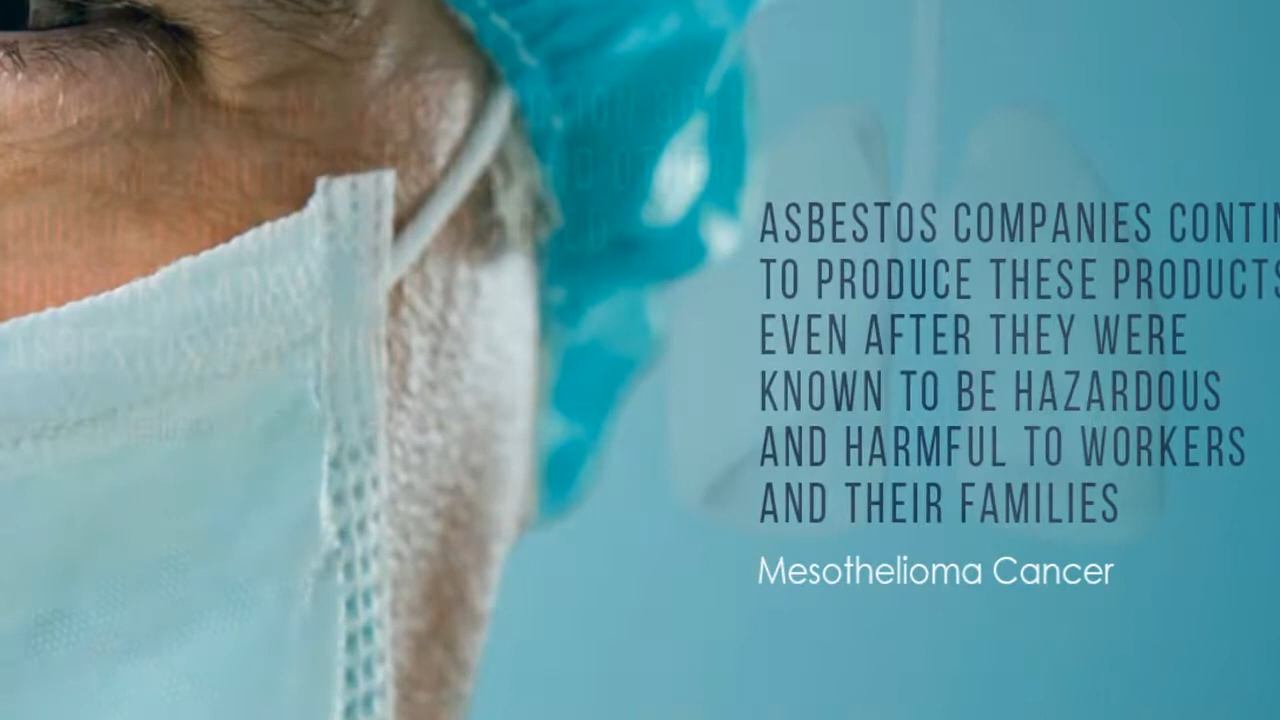 ASBESTOS COMPANIES CONTIN
TO PRODUCE THESE PRODUCTS
EVEN AFTER THEY WERE
KNOWN TO BE HAZARDOUS
AND HARMFUL TO WORKERS
AND THEIR FAMILIES
Mesothelioma Cancer